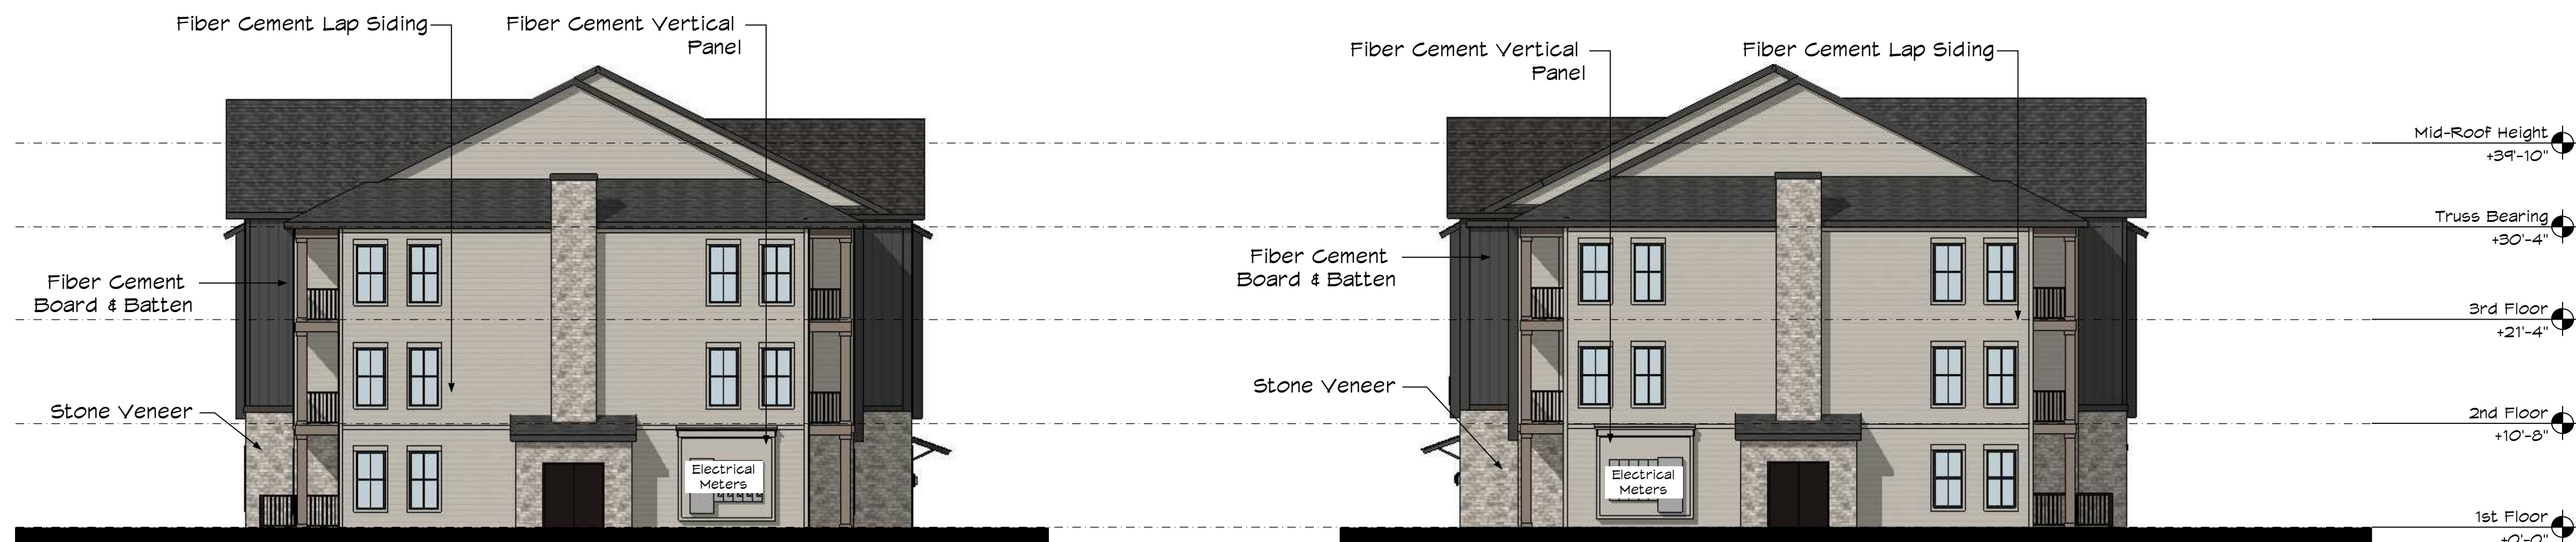 Fiber Cement Lap Siding
Fiber Cement Vertical
Panel
Fiber Cement
Board & Batten
Stone Veneer
Electrical
Meters
Fiber Cement Vertical
Panel
Fiber Cement Lap Siding
Fiber Cement
Board & Batten
Stone Veneer
Electrical
Meters
Mid-Roof Height
+39'-10"
Truss Bearing
+30'-4"
3rd Floor
+21'-4"
2nd Floor
+10'-8"
1st Floor
+0'-0"